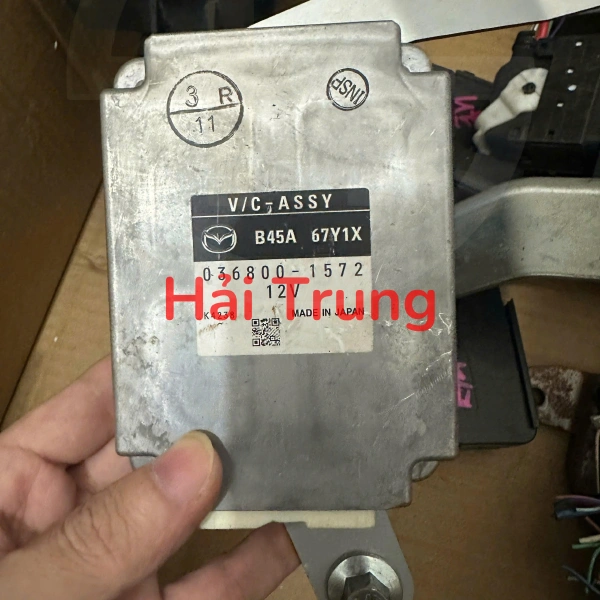 3 R
11
INSP
V/C-ASSY
B45A 67Y1X
036800-1572
12V
MADE IN JAPAN
Hải Trung